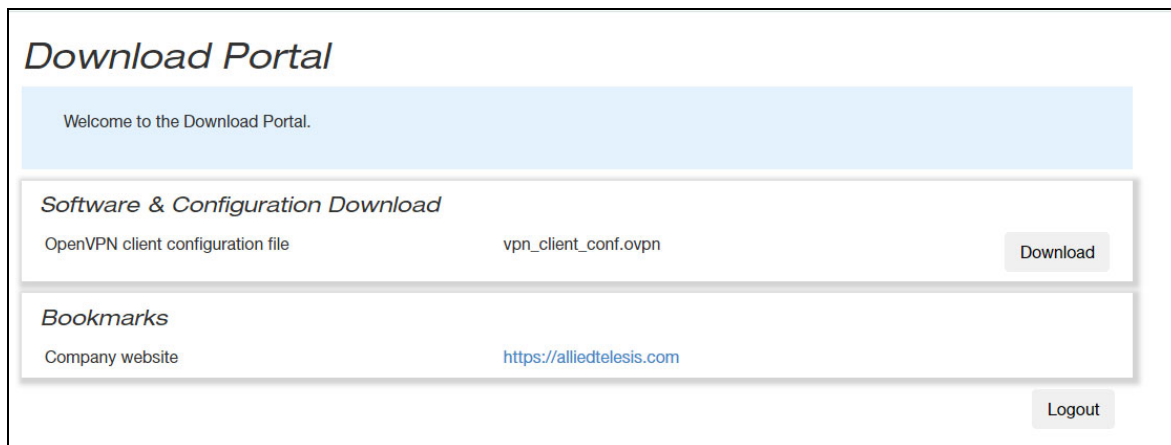 Download Portal
Welcome to the Download Portal.
Software & Configuration Download
OpenVPN client configuration file vpn_client_conf.ovpn Download
Bookmarks
Company website https://alliedtelesis.com
Logout